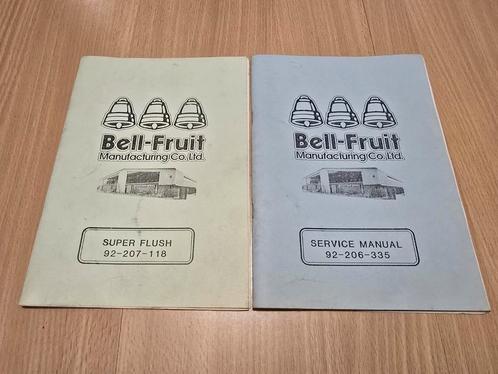 Bell-Fruit
Manufacturing Co. Ltd.
SUPER FLUSH
92-207-118
Bell-Fruit
Manufacturing Co. Ltd.
SERVICE MANUAL
92-206-335